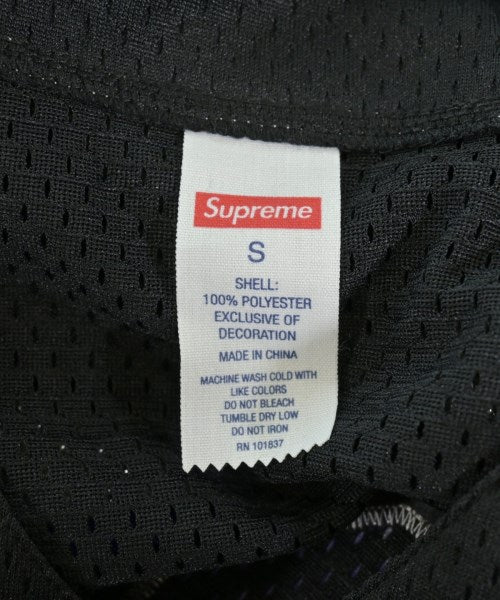 Supreme
S
SHELL:
100% POLYESTER
EXCLUSIVE OF
DECORATION
MADE IN CHINA
MACHINE WASH COLD WITH
LIKE COLORS
DO NOT BLEACH
TUMBLE DRY LOW
DO NOT IRON
RN 101837